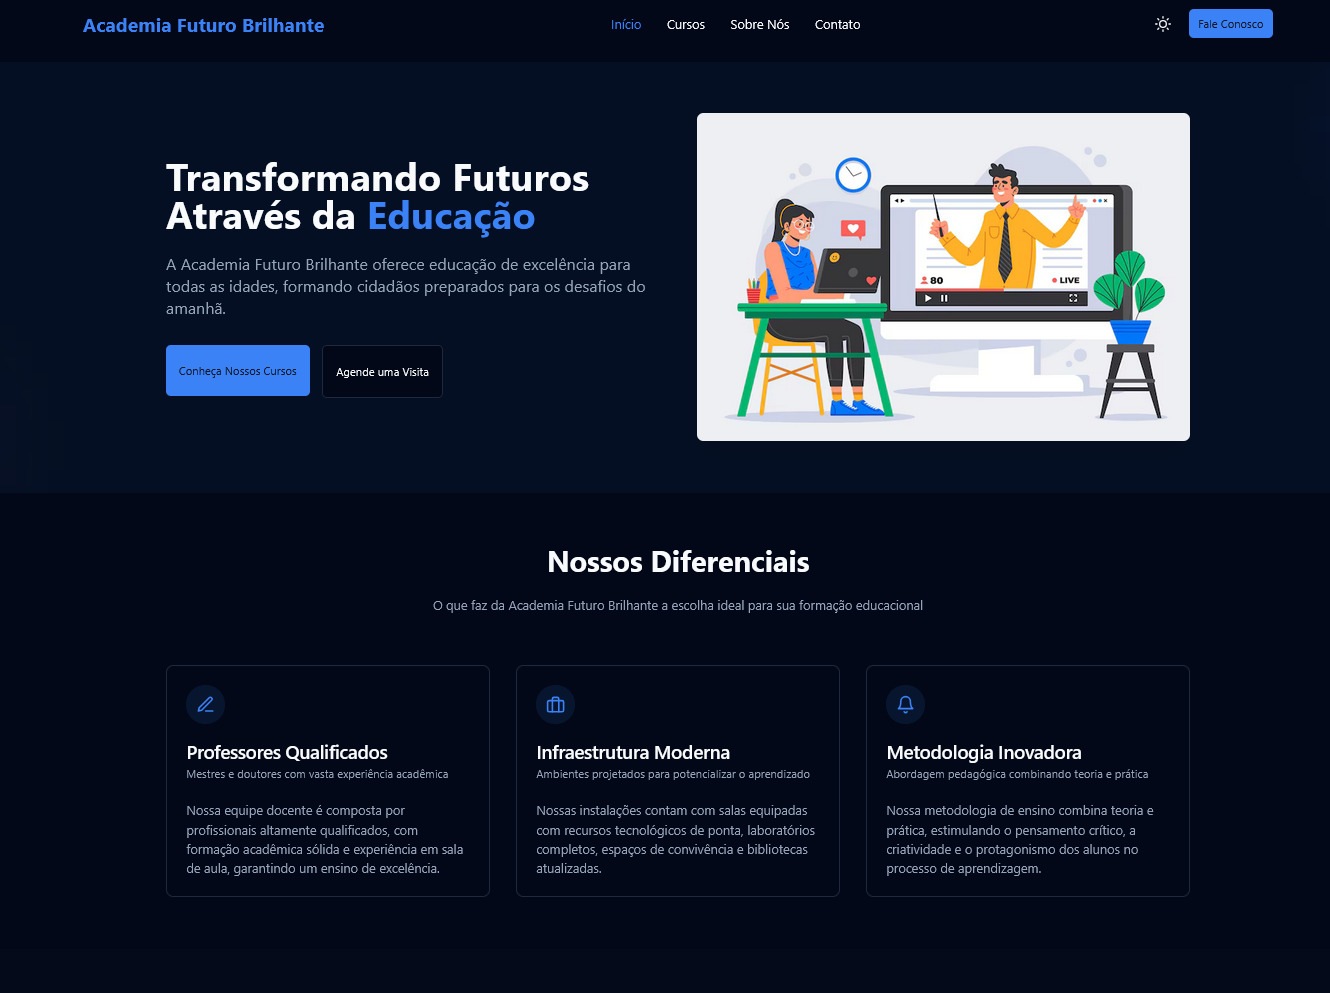 Academia Futuro Brilhante
Início
Cursos
Sobre Nós
Contato
Fale Conosco
Transformando Futuros
Através da Educação
A Academia Futuro Brilhante oferece educação de excelência para
todas as idades, formando cidadãos preparados para os desafios do
amanhã.
Conheça Nossos Cursos
Agende uma Visita
80
LIVE
Nossos Diferenciais
O que faz da Academia Futuro Brilhante a escolha ideal para sua formação educacional
Professores Qualificados
Mestres e doutores com vasta experiência acadêmica
Nossa equipe docente é composta por
profissionais altamente qualificados, com
formação acadêmica sólida e experiência em sala
de aula, garantindo um ensino de excelência.
Infraestrutura Moderna
Ambientes projetados para potencializar o aprendizado
Nossas instalações contam com salas equipadas
com recursos tecnológicos de ponta, laboratórios
completos, espaços de convivência e bibliotecas
atualizadas.
Metodologia Inovadora
Abordagem pedagógica combinando teoria e prática
Nossa metodologia de ensino combina teoria e
prática, estimulando o pensamento crítico, a
criatividade e o protagonismo dos alunos no
processo de aprendizagem.